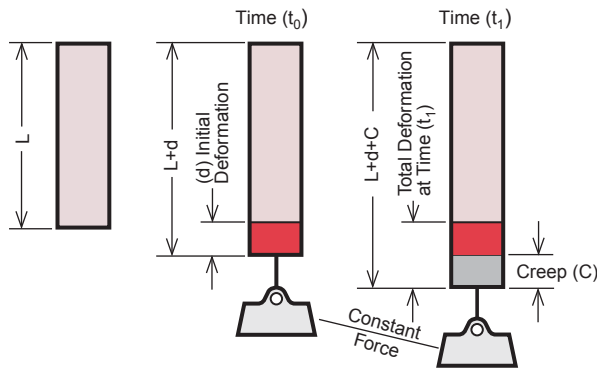 Time (t₀)
Time (t₁)
L
L+d
(d) Initial
Deformation
L+d+C
Total Deformation
at Time (t₁)
Creep (C)
Constant
Force